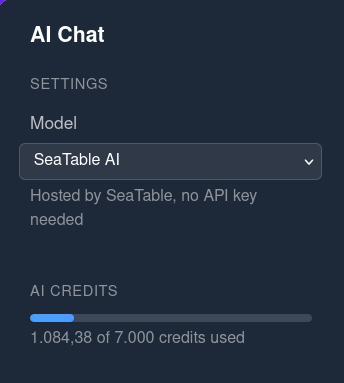 AI Chat
SETTINGS
Model
SeaTable AI
Hosted by SeaTable, no API key
needed
AI CREDITS
1.084,38 of 7.000 credits used